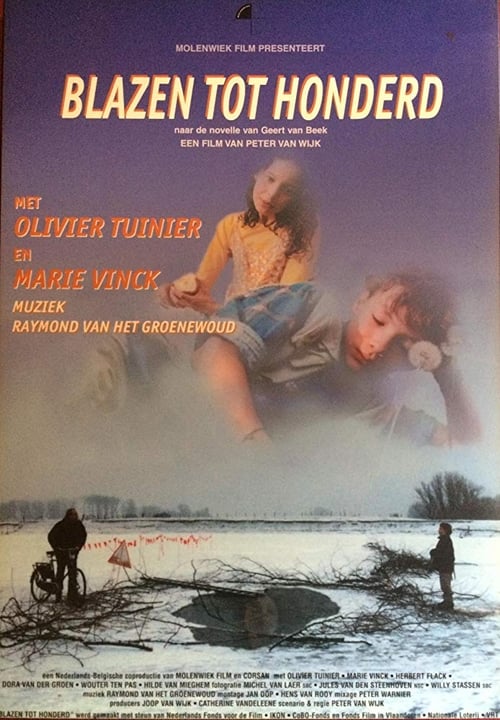 MOLENWIEK FILM PRESENTEERT
BLAZEN TOT HONDERD
naar de novelle van Geert van Beek
EEN FILM VAN PETER VAN WIJK
MET
OLIVIER TUINIER
EN
MARIE VINCK
MUZIEK
RAYMOND VAN HET GROENEWOUD
een Nederlands-Belgische coproductie van MOLENWIEK FILM en CORSAN met OLIVIER TUINIER • MARIE VINCK • HERBERT FLACK •
DORA VAN DER GROEN • WOUTER TEN PAS • HILDE VAN MIEGHEM fotografie MICHEL VAN LAER SBC • JULES VAN DEN STEENHOVEN NSC • WILLY STASSEN SBC
muziek RAYMOND VAN HET GROENEWOUD montage JAN DOP • HENS VAN ROOY mixage PETER WARNIER
producers JOOP VAN WIJK • CATHERINE VANDELEENE scenario & regie PETER VAN WIJK
BLAZEN TOT HONDERD werd gemaakt met steun van Nederlands Fonds voor de Film • IKON • CoBO-Fonds en Fonds Film in Vlaanderen • Nationale Loterij